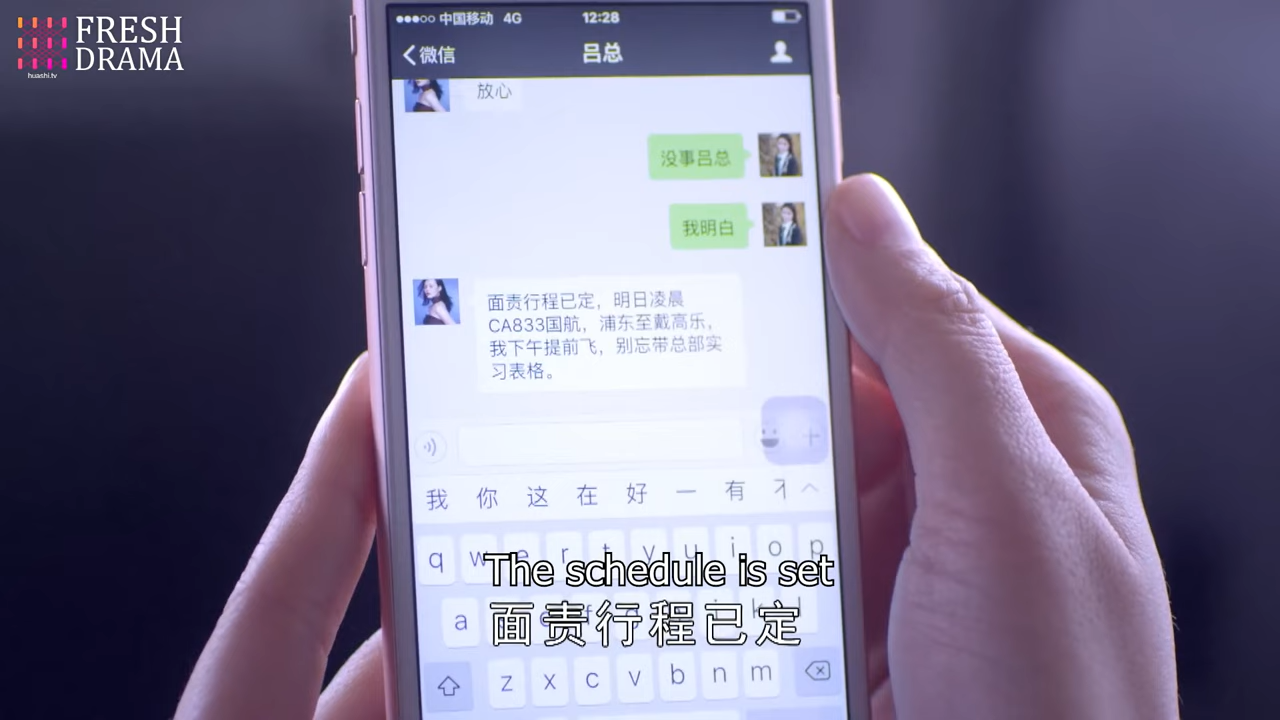 FRESH
DRAMA
huashi.tv
中国移动 4G
12:28
微信
吕总
放心
没事吕总
我明白
面责行程已定，明日凌晨
CA833国航，浦东至戴高乐，
我下午提前飞，别忘带总部实
习表格。
我 你 这 在 好 一 有
q w e r t y u i o p
The schedule is set
a f j k l
面责行程已定
z x c v b n m